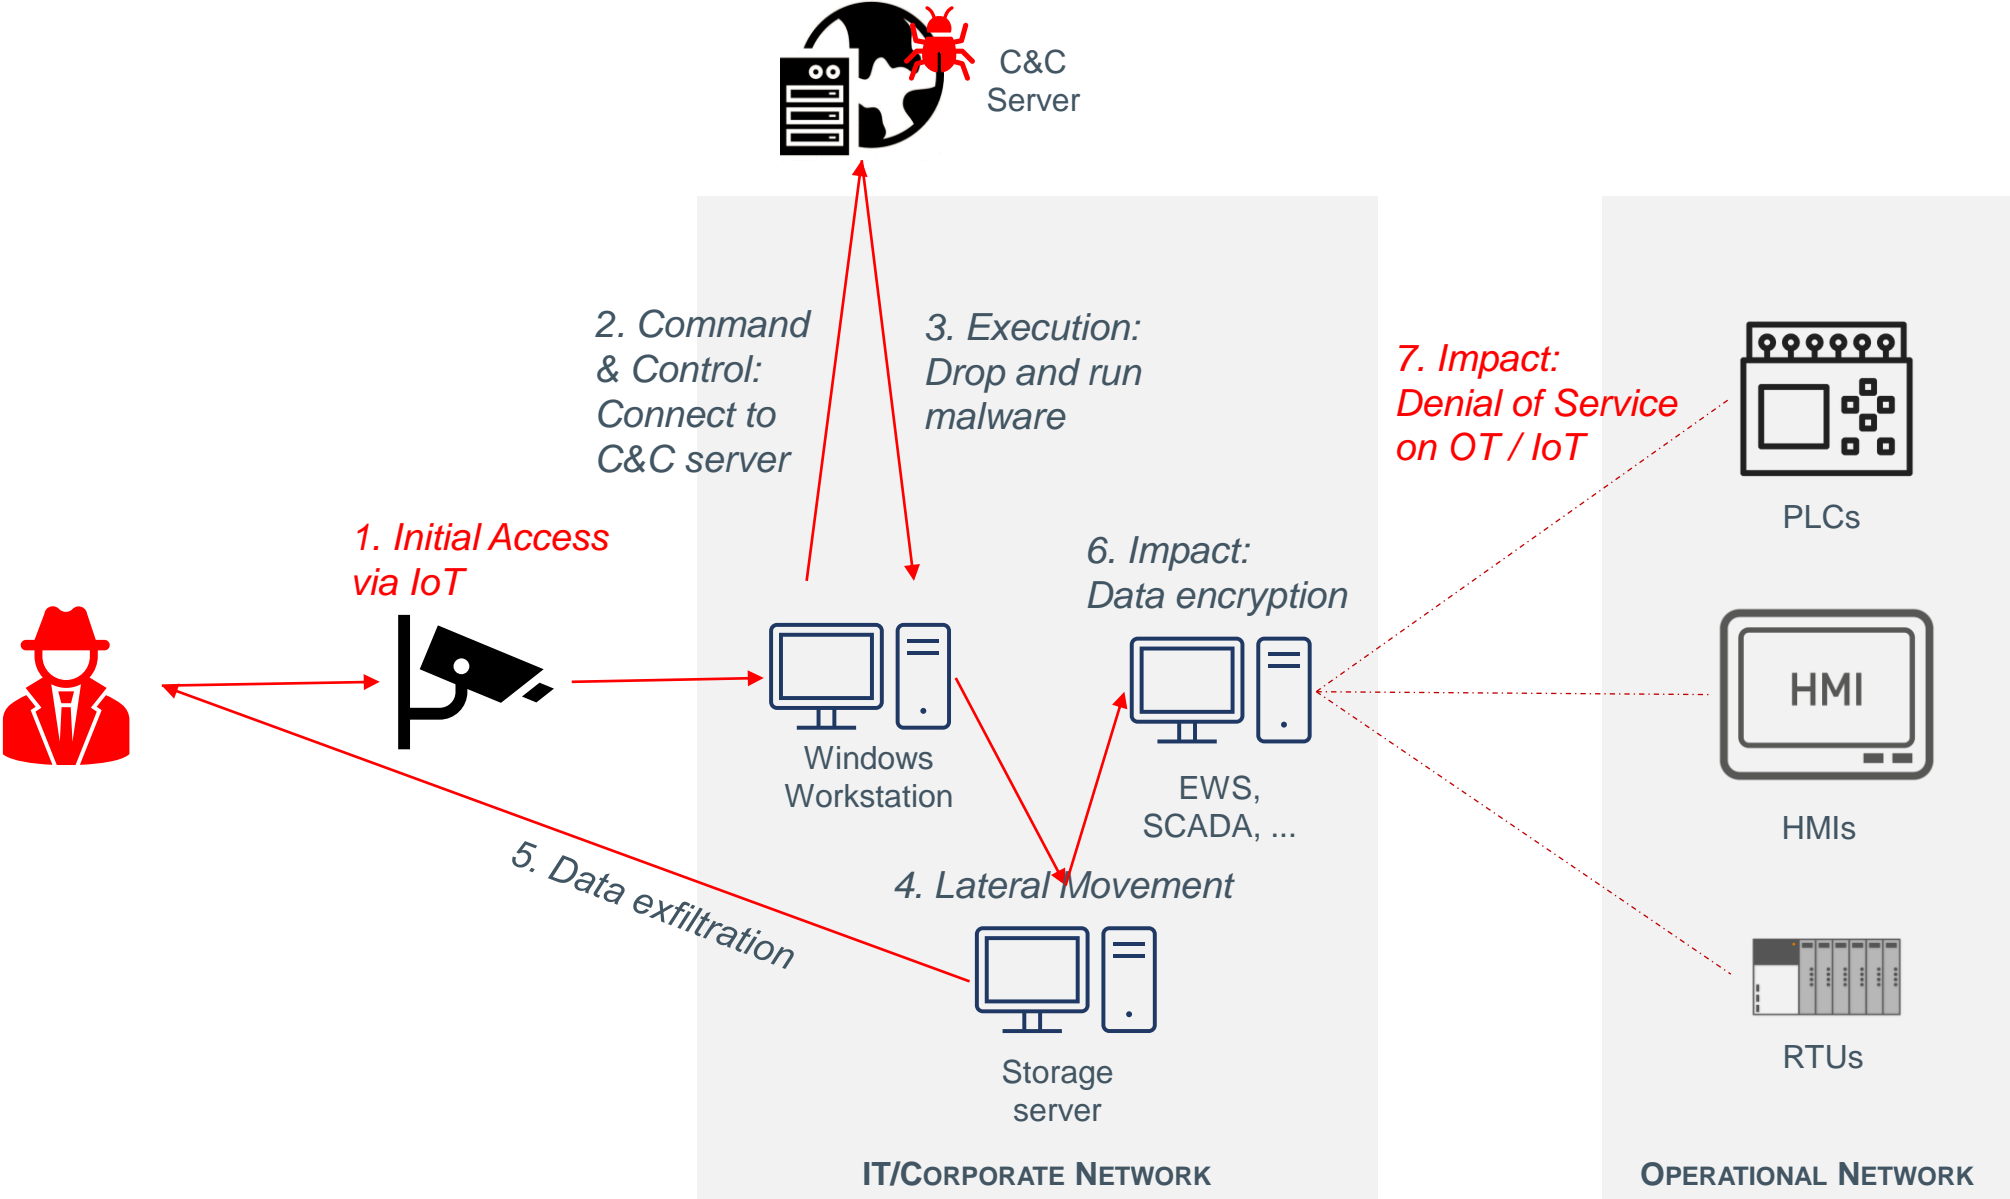 C&C
Server
2. Command
& Control:
Connect to
C&C server
3. Execution:
Drop and run
malware
7. Impact:
Denial of Service
on OT / IoT
PLCs
1. Initial Access
via IoT
6. Impact:
Data encryption
HMI
Windows
Workstation
EWS,
SCADA, ...
HMIs
5. Data exfiltration
4. Lateral Movement
Storage
server
RTUs
IT/CORPORATE NETWORK
OPERATIONAL NETWORK